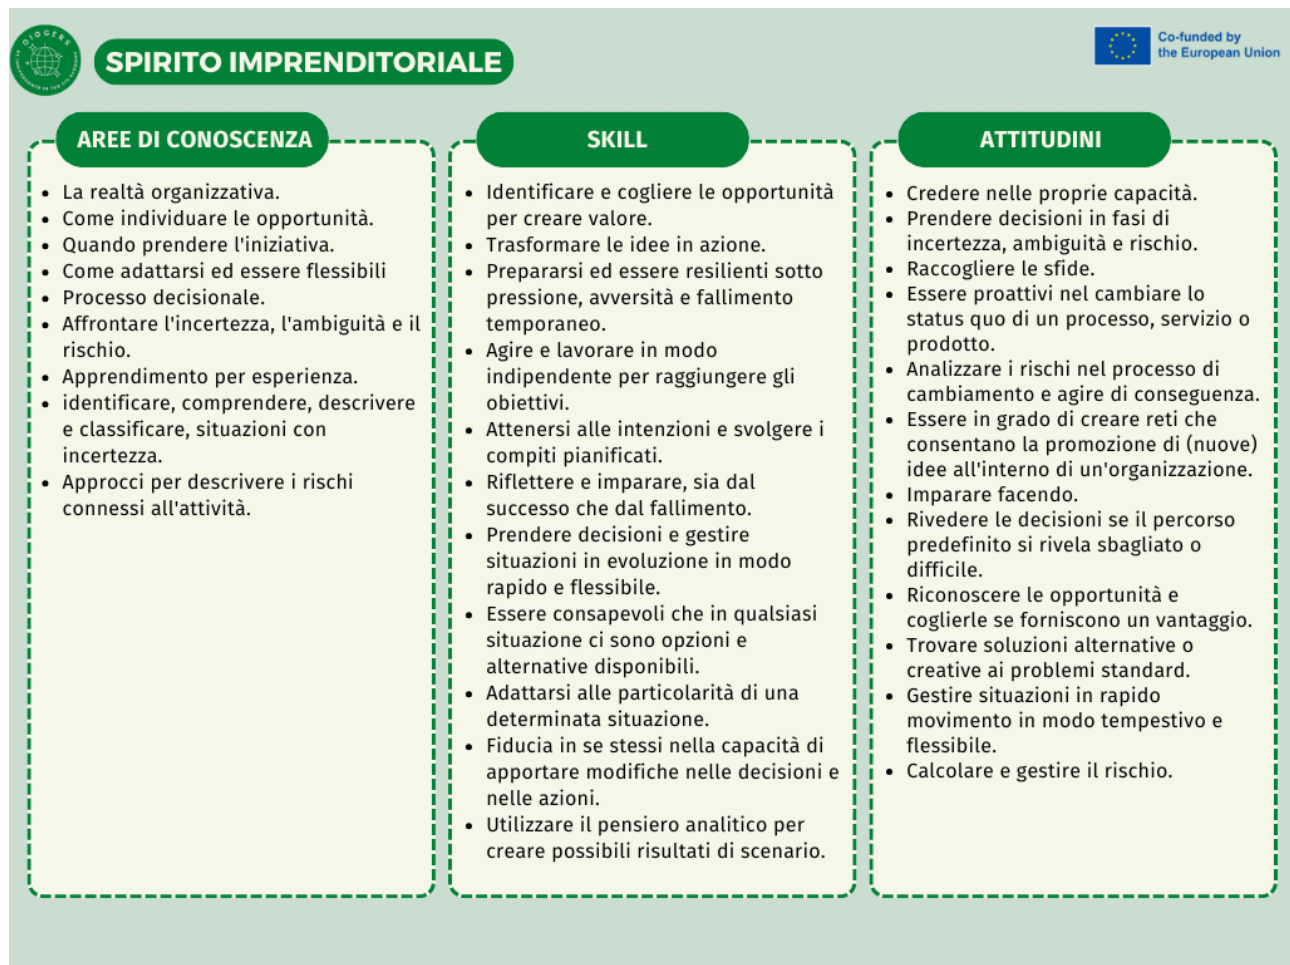 DIOGERS
SPIRITO IMPRENDITORIALE
Co-funded by
the European Union
AREE DI CONOSCENZA
• La realtà organizzativa.
• Come individuare le opportunità.
• Quando prendere l'iniziativa.
• Come adattarsi ed essere flessibili
• Processo decisionale.
• Affrontare l'incertezza, l'ambiguità e il
rischio.
• Apprendimento per esperienza.
• identificare, comprendere, descrivere
e classificare, situazioni con
incertezza.
• Approcci per descrivere i rischi
connessi all'attività.
SKILL
• Identificare e cogliere le opportunità
per creare valore.
• Trasformare le idee in azione.
• Prepararsi ed essere resilienti sotto
pressione, avversità e fallimento
temporaneo.
• Agire e lavorare in modo
indipendente per raggiungere gli
obiettivi.
• Attenersi alle intenzioni e svolgere i
compiti pianificati.
• Riflettere e imparare, sia dal
successo che dal fallimento.
• Prendere decisioni e gestire
situazioni in evoluzione in modo
rapido e flessibile.
• Essere consapevoli che in qualsiasi
situazione ci sono opzioni e
alternative disponibili.
• Adattarsi alle particolarità di una
determinata situazione.
• Fiducia in se stessi nella capacità di
apportare modifiche nelle decisioni e
nelle azioni.
• Utilizzare il pensiero analitico per
creare possibili risultati di scenario.
ATTITUDINI
• Credere nelle proprie capacità.
• Prendere decisioni in fasi di
incertezza, ambiguità e rischio.
• Raccogliere le sfide.
• Essere proattivi nel cambiare lo
status quo di un processo, servizio o
prodotto.
• Analizzare i rischi nel processo di
cambiamento e agire di conseguenza.
• Essere in grado di creare reti che
consentano la promozione di (nuove)
idee all'interno di un'organizzazione.
• Imparare facendo.
• Rivedere le decisioni se il percorso
predefinito si rivela sbagliato o
difficile.
• Riconoscere le opportunità e
coglierle se forniscono un vantaggio.
• Trovare soluzioni alternative o
creative ai problemi standard.
• Gestire situazioni in rapido
movimento in modo tempestivo e
flessibile.
• Calcolare e gestire il rischio.